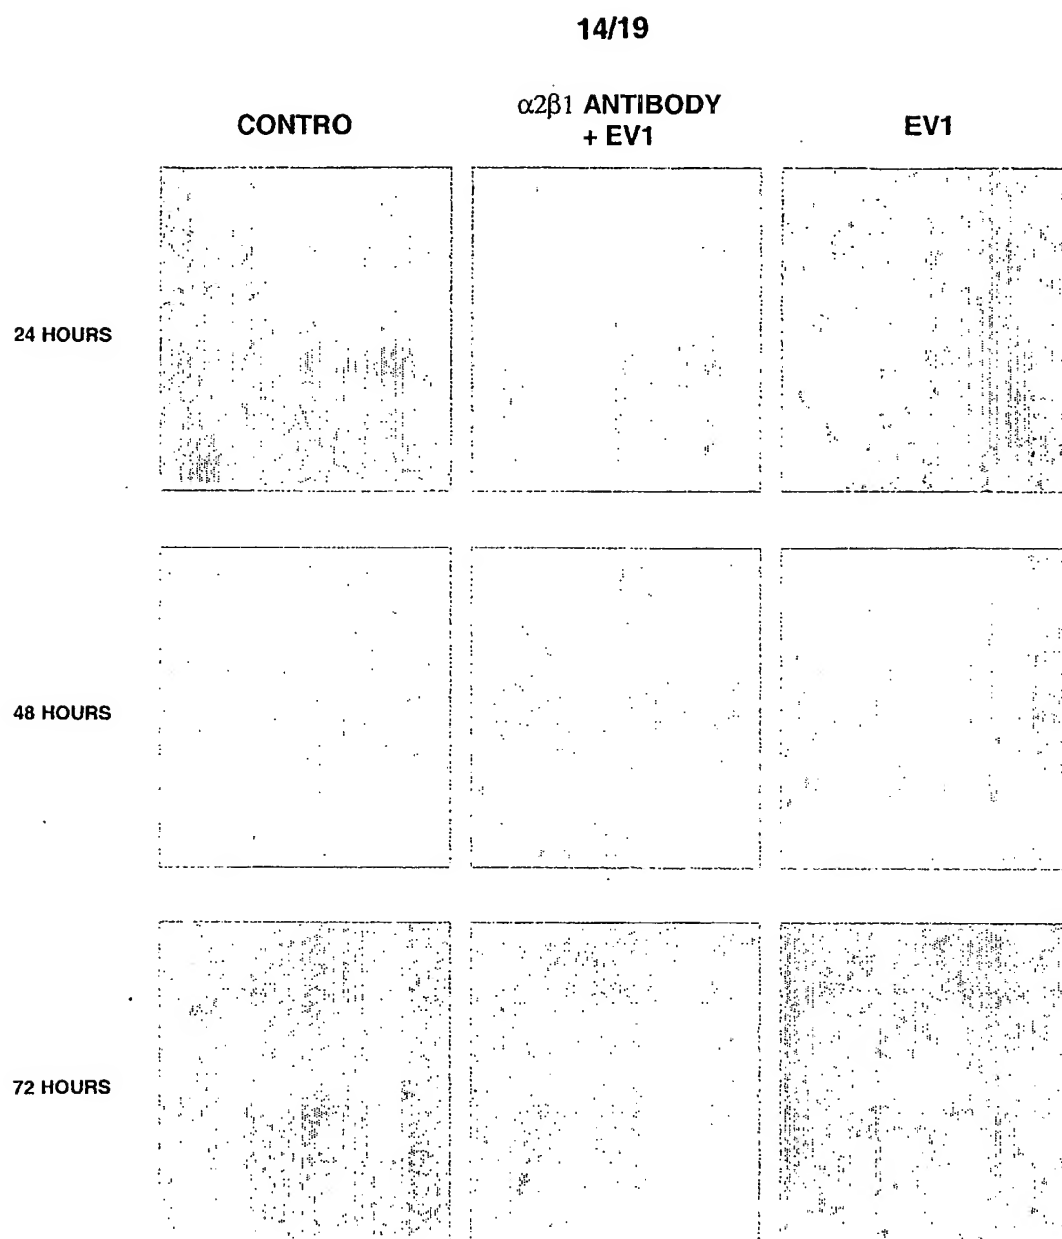 14/19
CONTRO
α2β1 ANTIBODY
+ EV1
EV1
24 HOURS
48 HOURS
72 HOURS